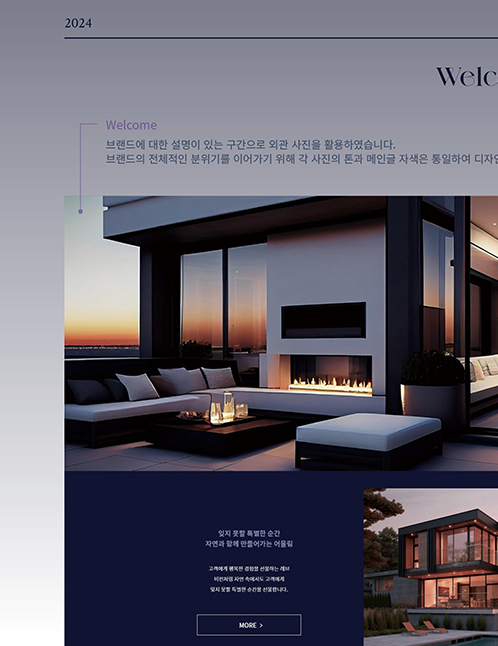 2024
Welc
Welcome
브랜드에 대한 설명이 있는 구간으로 외관 사진을 활용하였습니다.
브랜드의 전체적인 분위기를 이어가기 위해 각 사진의 톤과 메인글 자색은 통일하여 디자인
잊지 못할 특별한 순간
자연과 함께 만들어가는 어울림
고객에게 행복한 경험을 선물하는 레브
비전처럼 자연 속에서도 고객에게
잊지 못할 특별한 순간을 선물합니다.
MORE >